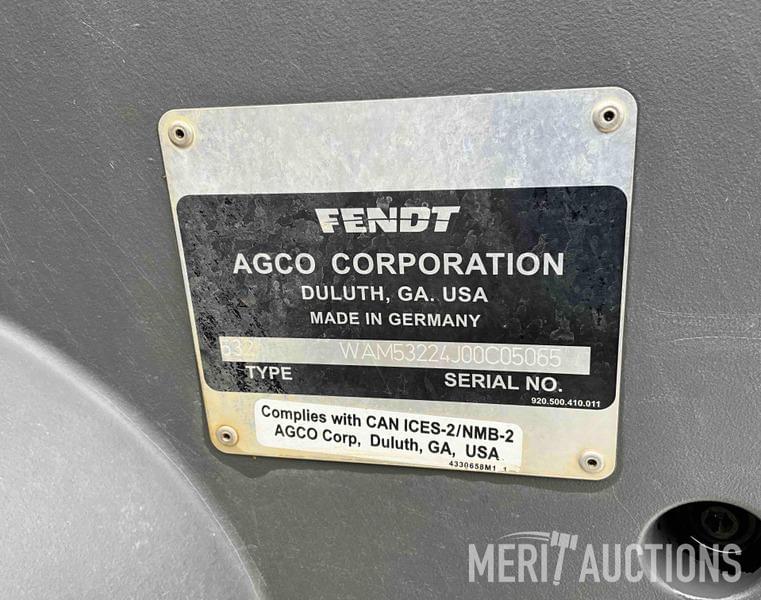 FENDT
AGCO CORPORATION
DULUTH, GA. USA
MADE IN GERMANY
532 WAM53224J00C05065
TYPE SERIAL NO.
920.500.410.011
Complies with CAN ICES-2/NMB-2
AGCO Corp, Duluth, GA, USA
4330658M1 1
MERIT AUCTIONS